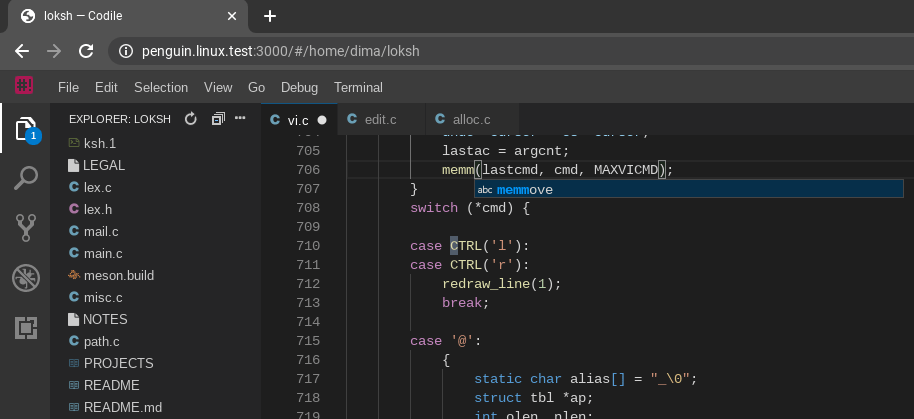 loksh — Codile
penguin.linux.test:3000/#/home/dima/loksh
File Edit Selection View Go Debug Terminal
EXPLORER: LOKSH
vi.c edit.c alloc.c
1
ksh.1
LEGAL
lex.c
lex.h
mail.c
main.c
meson.build
misc.c
NOTES
path.c
PROJECTS
README
README.md
705 lastac = argcnt;
706 memm(lastcmd, cmd, MAXVICMD);
abc memmove
707 }
708 switch (*cmd) {
709
710 case CTRL('l'):
711 case CTRL('r'):
712 redraw_line(1);
713 break;
714
715 case '@':
716 {
717 static char alias[] = "_\0";
718 struct tbl *ap;
719 int olen, nlen;